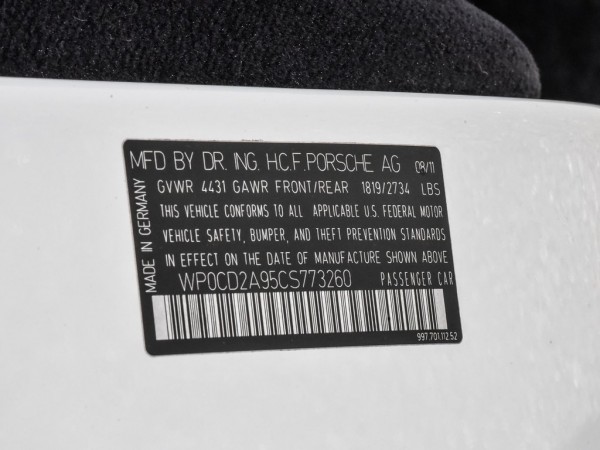 MFD BY DR. ING. H.C.F. PORSCHE AG 08/11
GVWR 4431 GAWR FRONT/REAR 1819/2734 LBS
THIS VEHICLE CONFORMS TO ALL APPLICABLE U.S. FEDERAL MOTOR
VEHICLE SAFETY, BUMPER, AND THEFT PREVENTION STANDARDS
IN EFFECT ON THE DATE OF MANUFACTURE SHOWN ABOVE
WP0CD2A95CS773260 PASSENGER CAR
997.701.112.52
MADE IN GERMANY